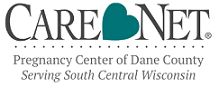 CARE NET®
Pregnancy Center of Dane County
Serving South Central Wisconsin